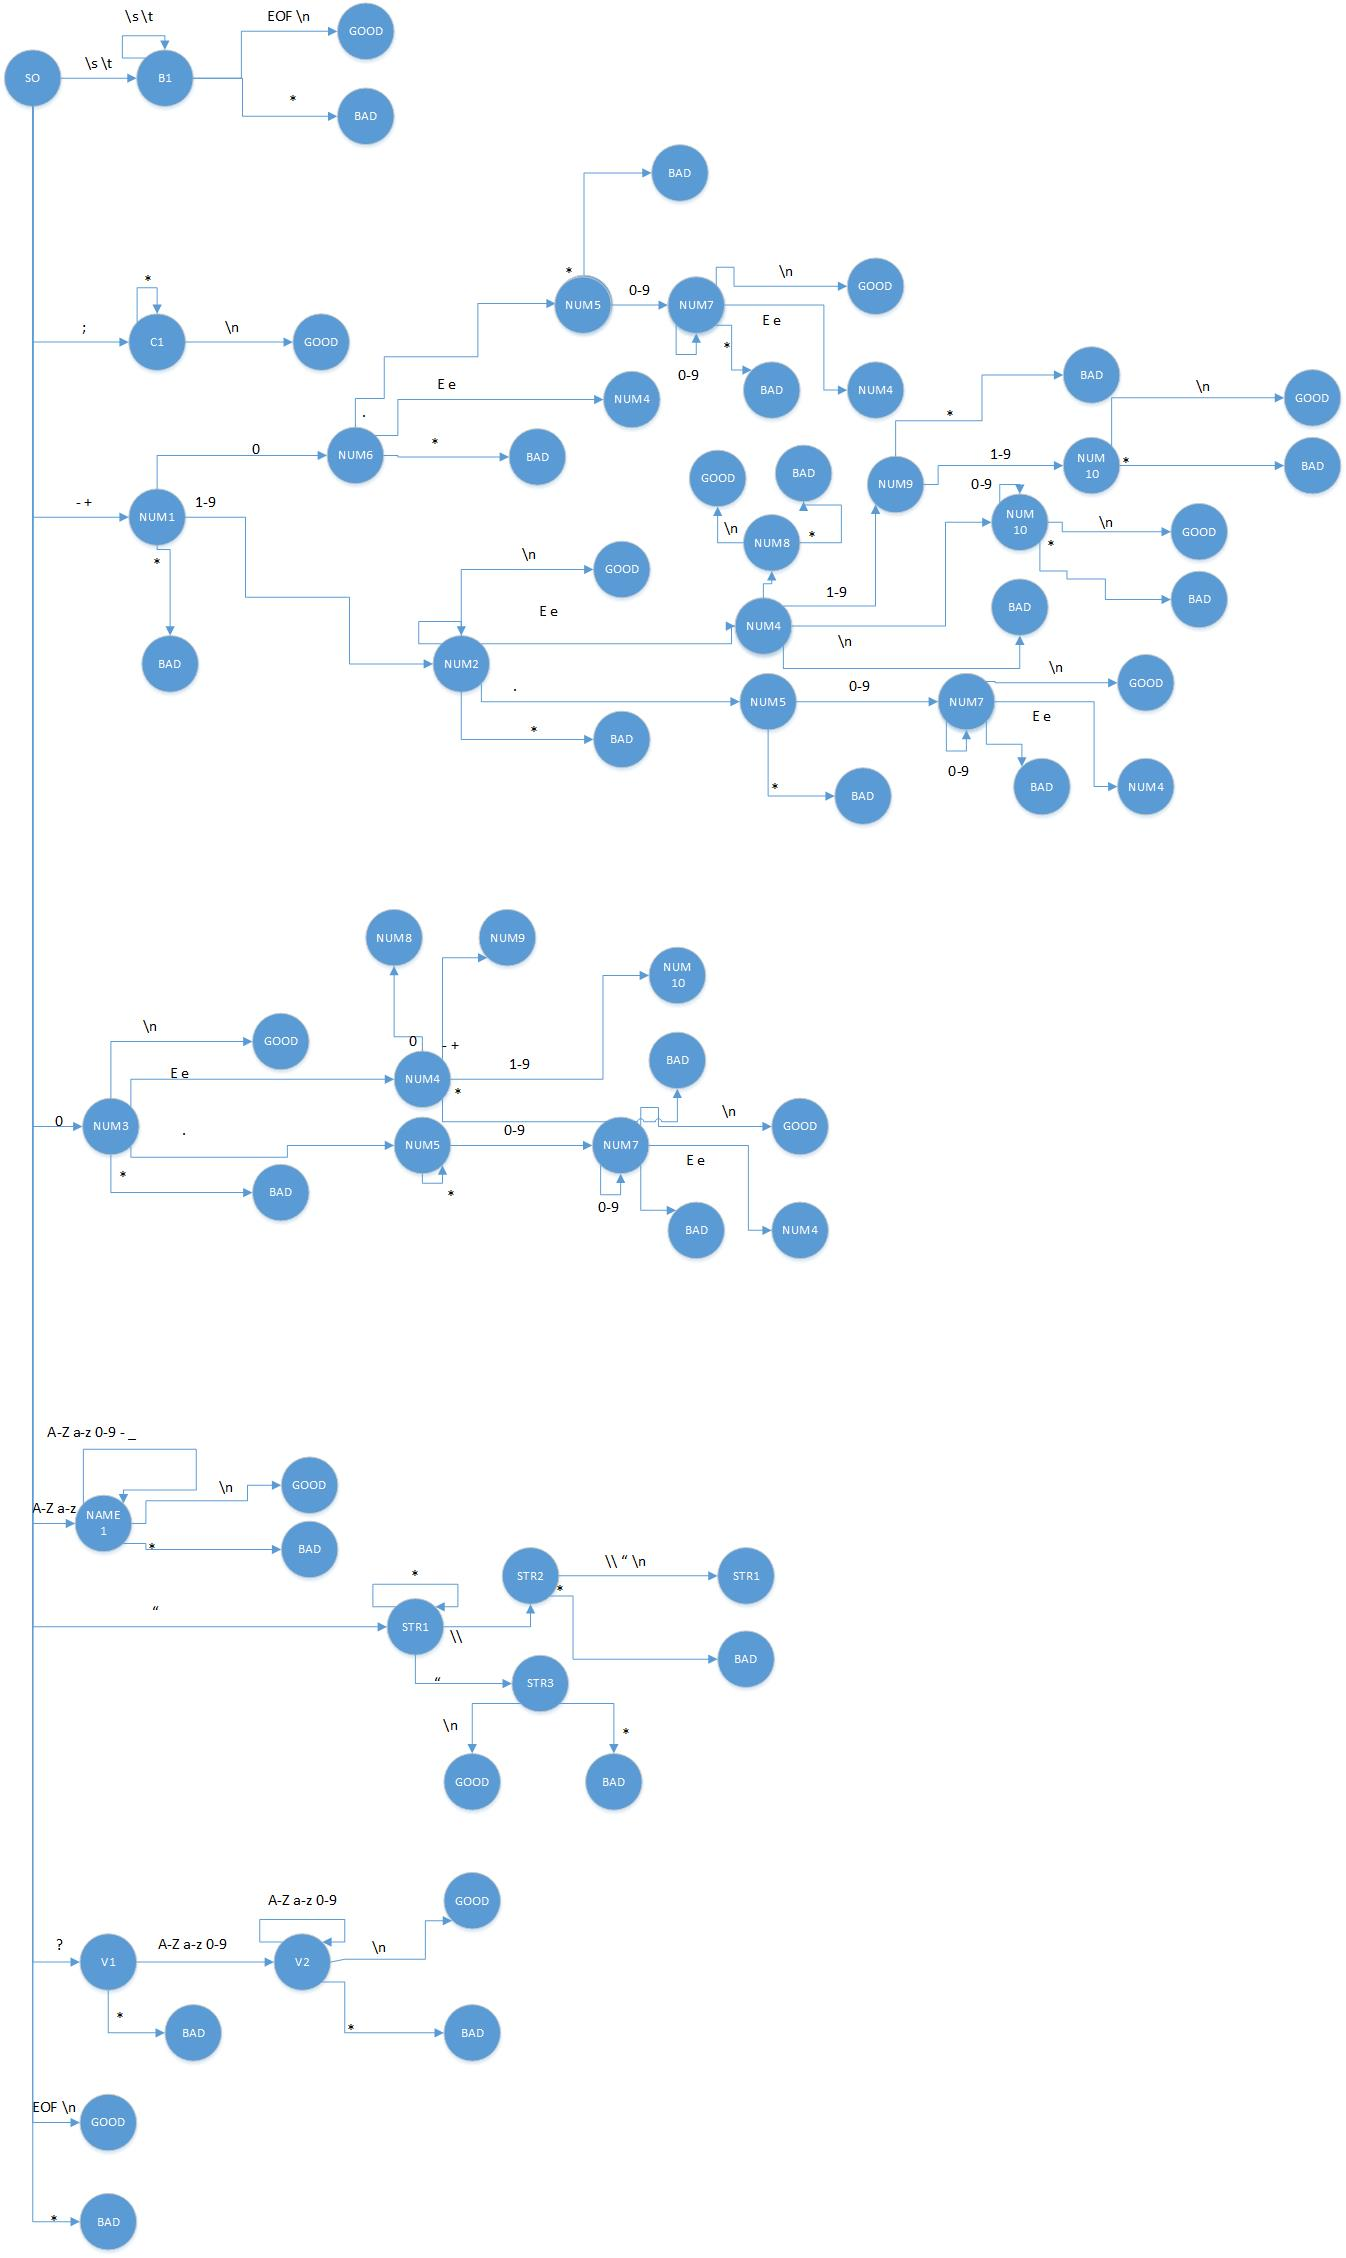 \s \t
EOF \n
GOOD
SO
\s \t
B1
*
BAD
BAD
*
;
C1
\n
GOOD
*
NUM5
0-9
NUM7
\n
GOOD
E e
*
0-9
BAD
NUM4
.
E e
NUM4
0
NUM6
*
BAD
- +
NUM1
1-9
*
BAD
BAD
*
\n
GOOD
NUM9
1-9
NUM 10
*
BAD
GOOD
BAD
\n
NUM8
*
0-9
NUM 10
\n
GOOD
*
BAD
\n
GOOD
E e
1-9
BAD
NUM4
\n
NUM2
.
NUM5
0-9
NUM7
\n
GOOD
E e
*
BAD
0-9
BAD
NUM4
*
BAD
NUM8
NUM9
NUM 10
\n
GOOD
0
- +
BAD
E e
NUM4
1-9
*
0
NUM3
.
NUM5
0-9
NUM7
\n
GOOD
E e
*
BAD
*
0-9
BAD
NUM4
A-Z a-z 0-9 - _
\n
GOOD
A-Z a-z
NAME 1
*
BAD
*
STR2
\\ “ \n
STR1
*
“
STR1
\\
BAD
“
STR3
\n
*
GOOD
BAD
A-Z a-z 0-9
GOOD
?
V1
A-Z a-z 0-9
V2
\n
*
BAD
*
BAD
EOF \n
GOOD
*
BAD